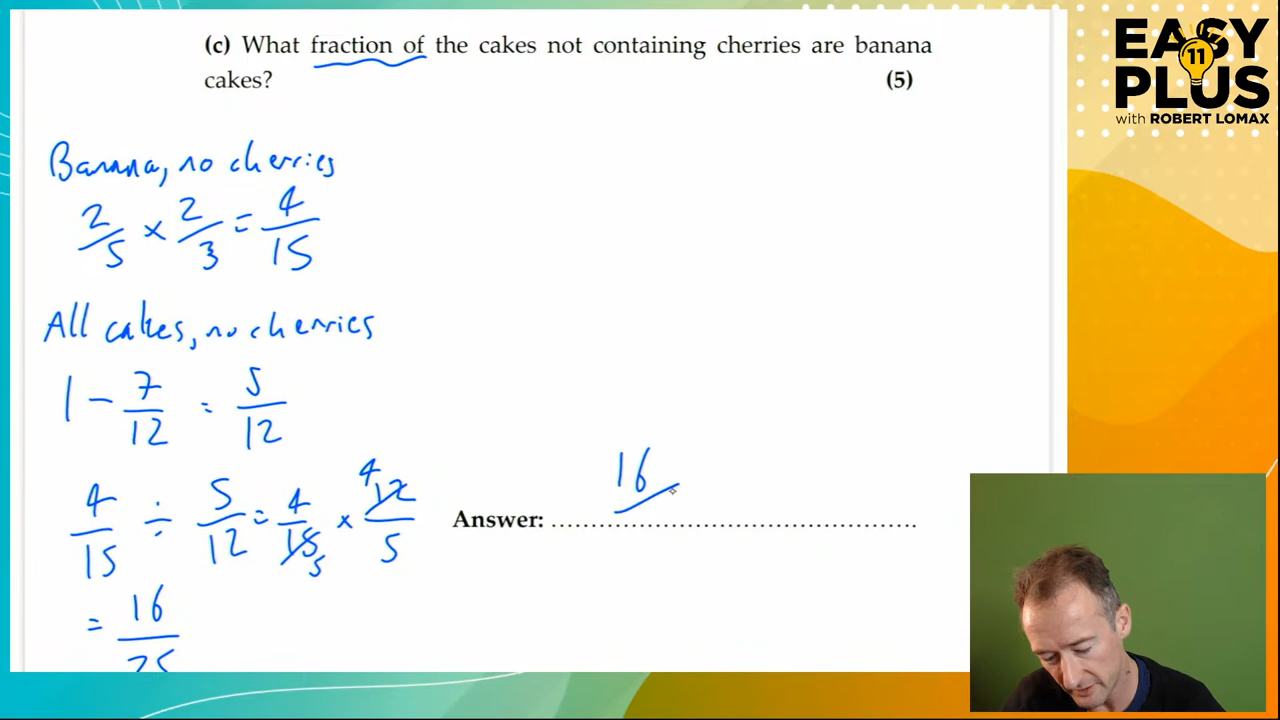 (c) What fraction of the cakes not containing cherries are banana
cakes? (5)
EASY
11
PLUS
with ROBERT LOMAX
Banana, no cherries
2/5 × 2/3 = 4/15
All cakes, no cherries
1 - 7/12 = 5/12
4/15 ÷ 5/12 = 4/15 5 × 4 12/5
= 16/25
Answer: 16